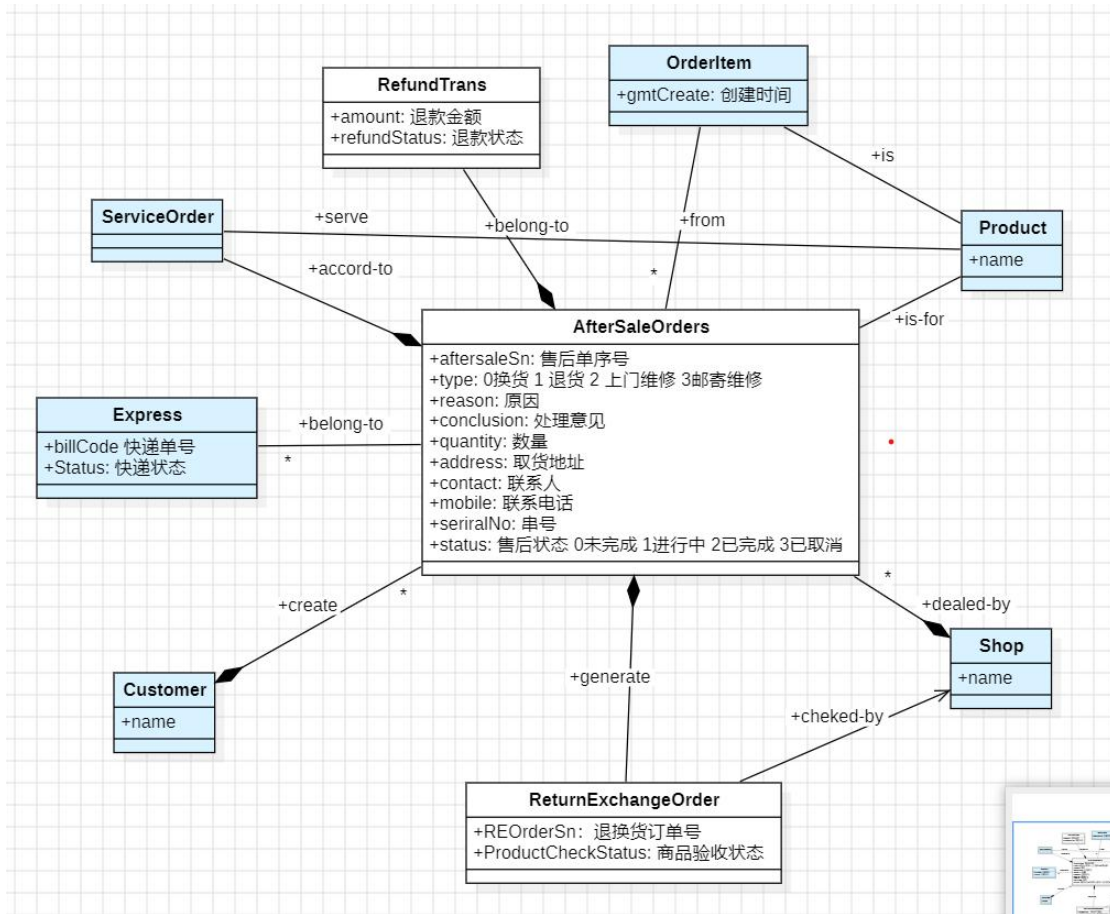 OrderItem
+gmtCreate: 创建时间
RefundTrans
+amount: 退款金额
+refundStatus: 退款状态
+is
ServiceOrder
+serve
+belong-to
+from
Product
+name
+accord-to
*
+is-for
AfterSaleOrders
+aftersaleSn: 售后单序号
+type: 0换货 1 退货 2 上门维修 3邮寄维修
+reason: 原因
+conclusion: 处理意见
+quantity: 数量
+address: 取货地址
+contact: 联系人
+mobile: 联系电话
+seriralNo: 串号
+status: 售后状态 0未完成 1进行中 2已完成 3已取消
Express
+billCode 快递单号
+Status: 快递状态
+belong-to
*
+create
*
*
+dealed-by
Shop
+name
+generate
Customer
+name
+cheked-by
ReturnExchangeOrder
+REOrderSn：退换货订单号
+ProductCheckStatus: 商品验收状态